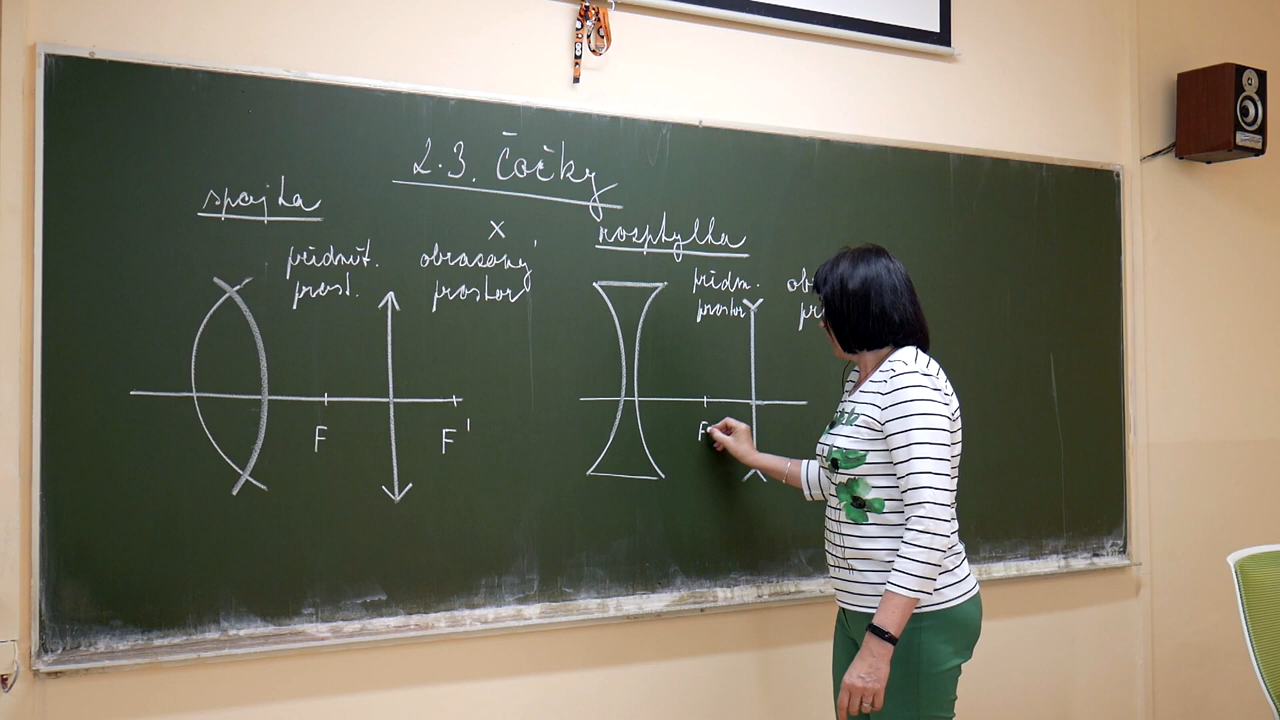 2.3. čočky
spojka
x
rozptylka
předmět.
prost.
obrazový
prostor
předm.
prostor
ob
pr
F
F'
F